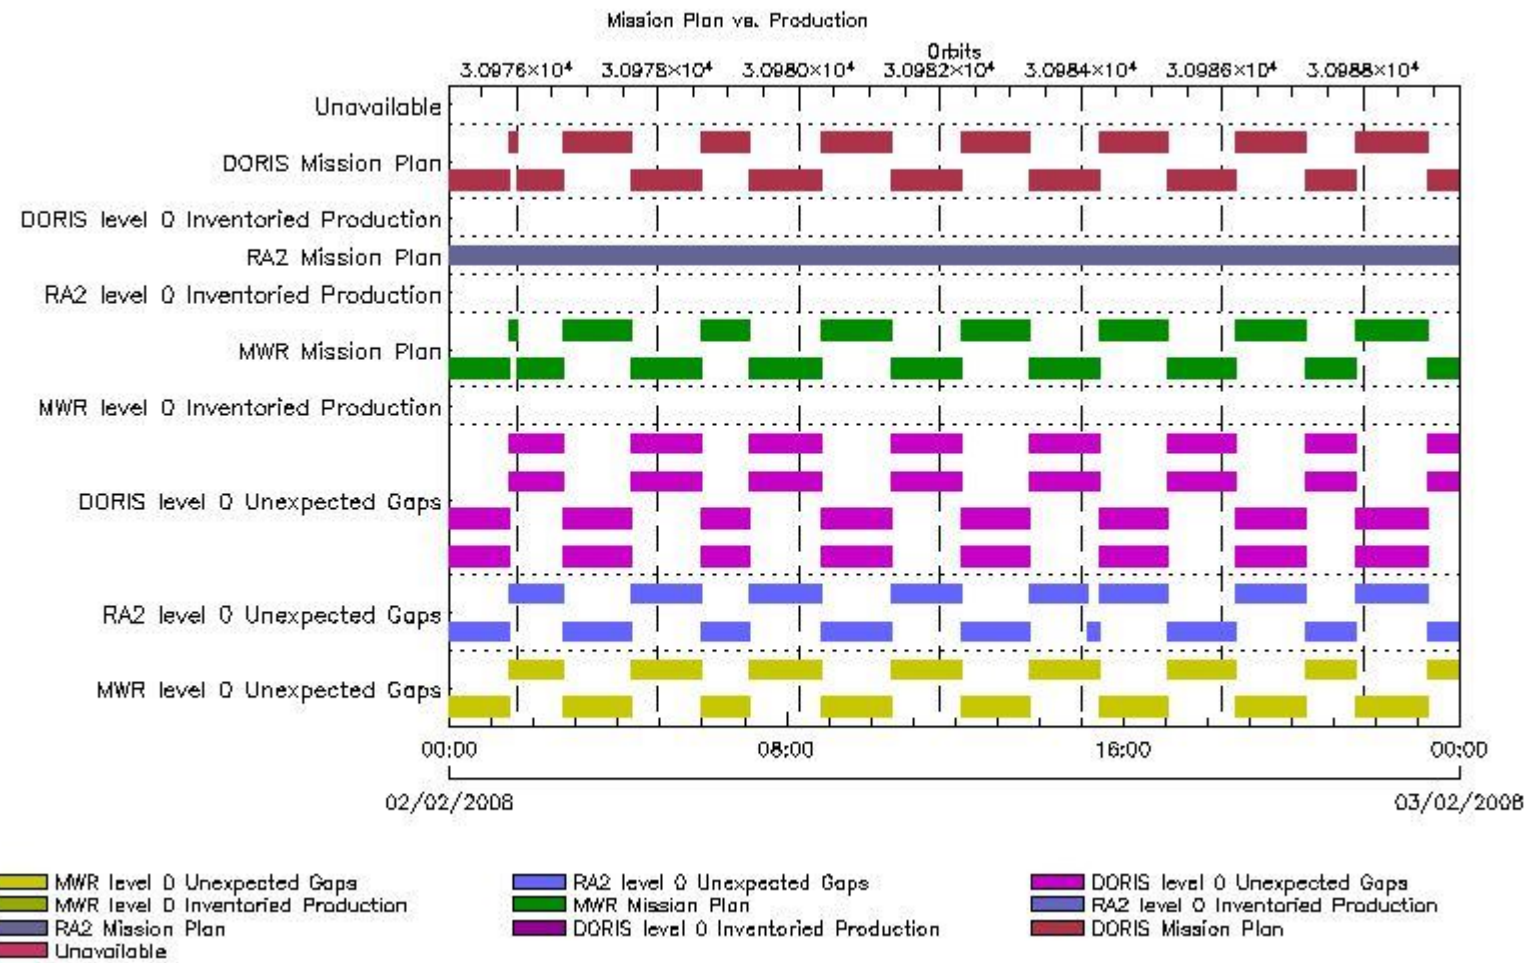 Mission Plan vs. Production
Orbits
3.0976×10⁴ 3.0978×10⁴ 3.0980×10⁴ 3.0982×10⁴ 3.0984×10⁴ 3.0986×10⁴ 3.0988×10⁴
Unavailable
DORIS Mission Plan
DORIS level 0 Inventoried Production
RA2 Mission Plan
RA2 level 0 Inventoried Production
MWR Mission Plan
MWR level 0 Inventoried Production
DORIS level 0 Unexpected Gaps
RA2 level 0 Unexpected Gaps
MWR level 0 Unexpected Gaps
00:00 08:00 16:00 00:00
02/02/2008 03/02/2008
MWR level 0 Unexpected Gaps RA2 level 0 Unexpected Gaps DORIS level 0 Unexpected Gaps
MWR level 0 Inventoried Production MWR Mission Plan RA2 level 0 Inventoried Production
RA2 Mission Plan DORIS level 0 Inventoried Production DORIS Mission Plan
Unavailable